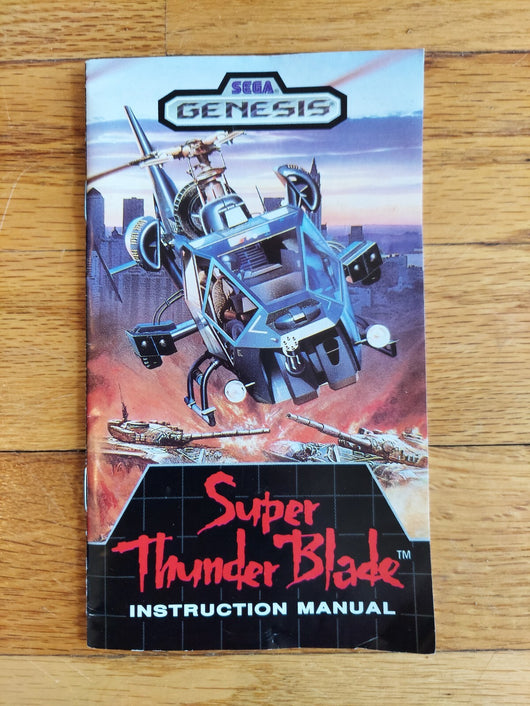 SEGA
GENESIS
Super
Thunder Blade™
INSTRUCTION MANUAL